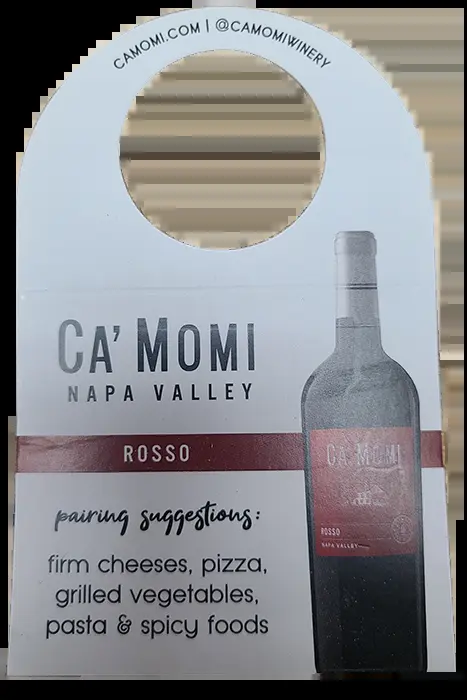 CAMOMI.COM | @CAMOMIWINERY
CA' MOMI
NAPA VALLEY
ROSSO
pairing suggestions:
firm cheeses, pizza,
grilled vegetables,
pasta & spicy foods
CA' MOMI
ROSSO
NAPA VALLEY